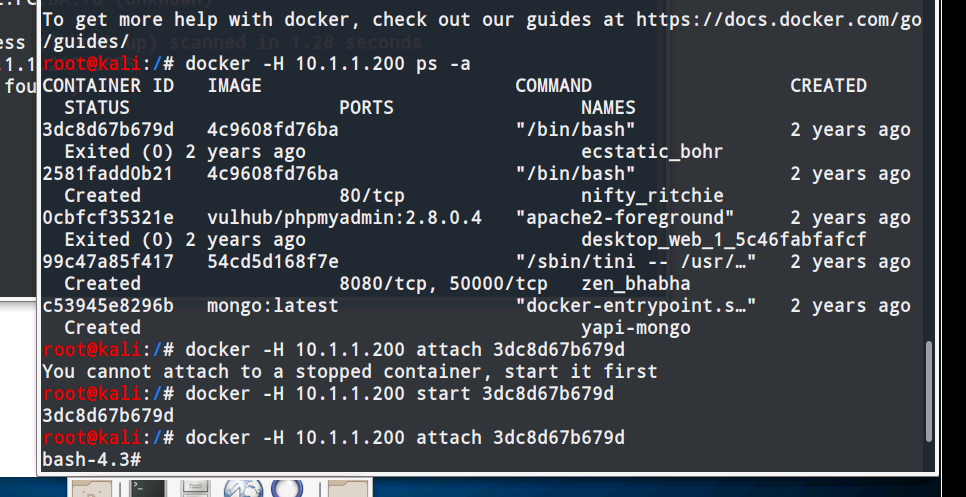 To get more help with docker, check out our guides at https://docs.docker.com/go
/guides/
root@kali:/# docker -H 10.1.1.200 ps -a
CONTAINER ID   IMAGE                       COMMAND                  CREATED
  STATUS                   PORTS                 NAMES
3dc8d67b679d   4c9608fd76ba                "/bin/bash"              2 years ago
  Exited (0) 2 years ago                         ecstatic_bohr
2581fadd0b21   4c9608fd76ba                "/bin/bash"              2 years ago
  Created                  80/tcp                nifty_ritchie
0cbfcf35321e   vulhub/phpmyadmin:2.8.0.4   "apache2-foreground"     2 years ago
  Exited (0) 2 years ago                         desktop_web_1_5c46fabfafcf
99c47a85f417   54cd5d168f7e                "/sbin/tini -- /usr/…"   2 years ago
  Created                  8080/tcp, 50000/tcp   zen_bhabha
c53945e8296b   mongo:latest                "docker-entrypoint.s…"   2 years ago
  Created                                        yapi-mongo
root@kali:/# docker -H 10.1.1.200 attach 3dc8d67b679d
You cannot attach to a stopped container, start it first
root@kali:/# docker -H 10.1.1.200 start 3dc8d67b679d
3dc8d67b679d
root@kali:/# docker -H 10.1.1.200 attach 3dc8d67b679d
bash-4.3#